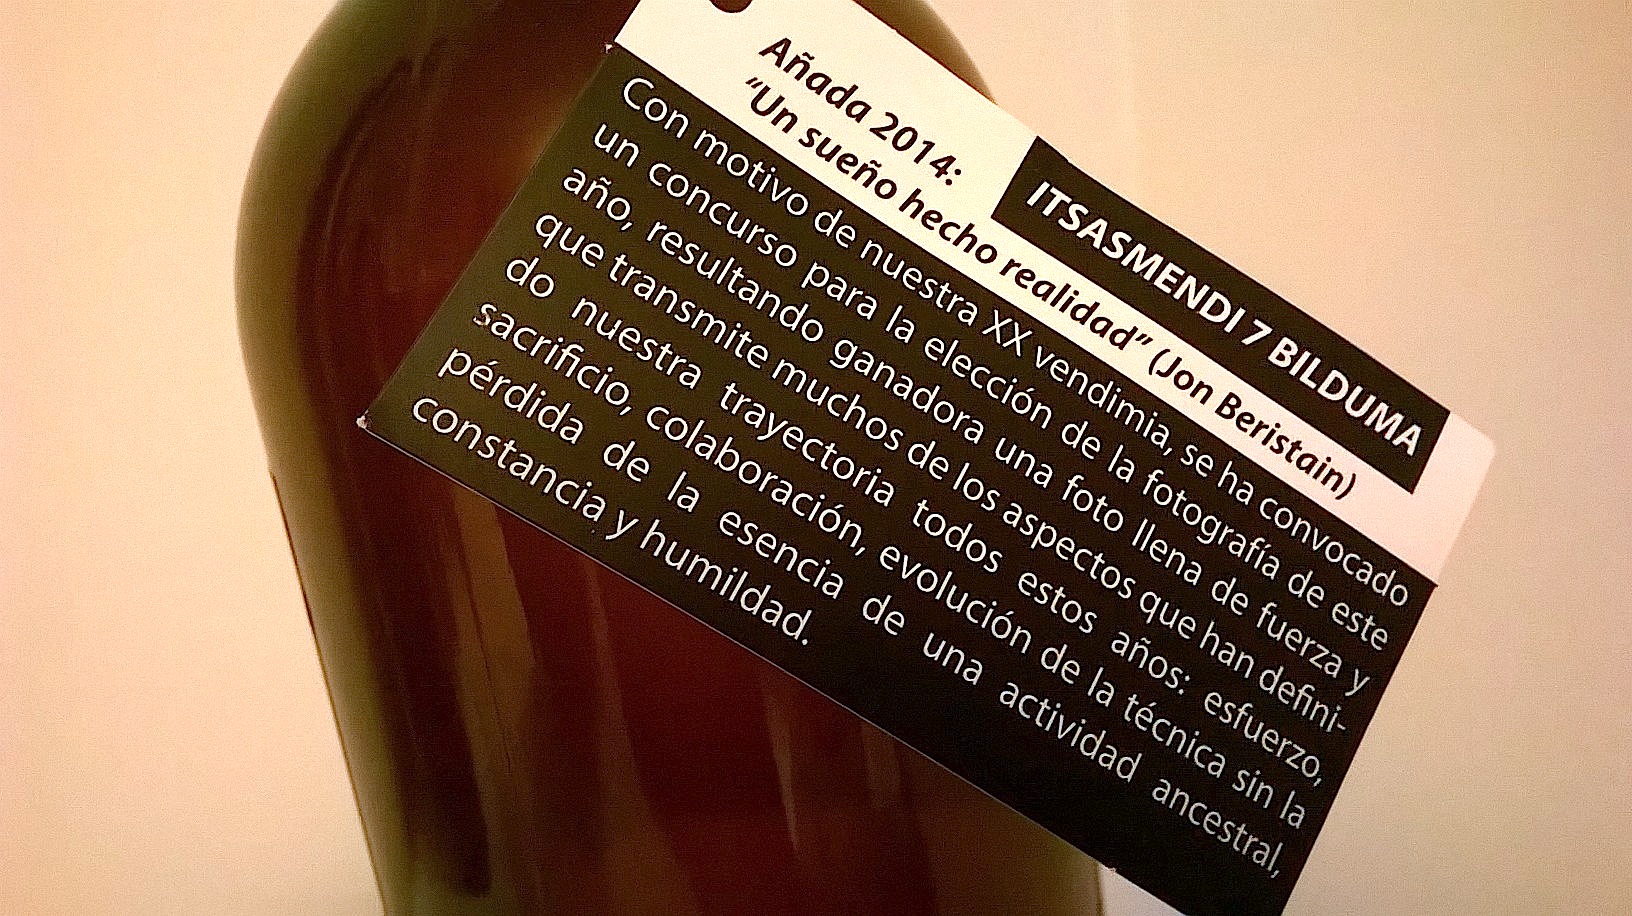 ITSASMENDI 7 BILDUMA
Añada 2014:
“Un sueño hecho realidad” (Jon Beristain)
Con motivo de nuestra XX vendimia, se ha convocado
un concurso para la elección de la fotografía de este
año, resultando ganadora una foto llena de fuerza y
que transmite muchos de los aspectos que han defini-
do nuestra trayectoria todos estos años: esfuerzo,
sacrificio, colaboración, evolución de la técnica sin la
pérdida de la esencia de una actividad ancestral,
constancia y humildad.